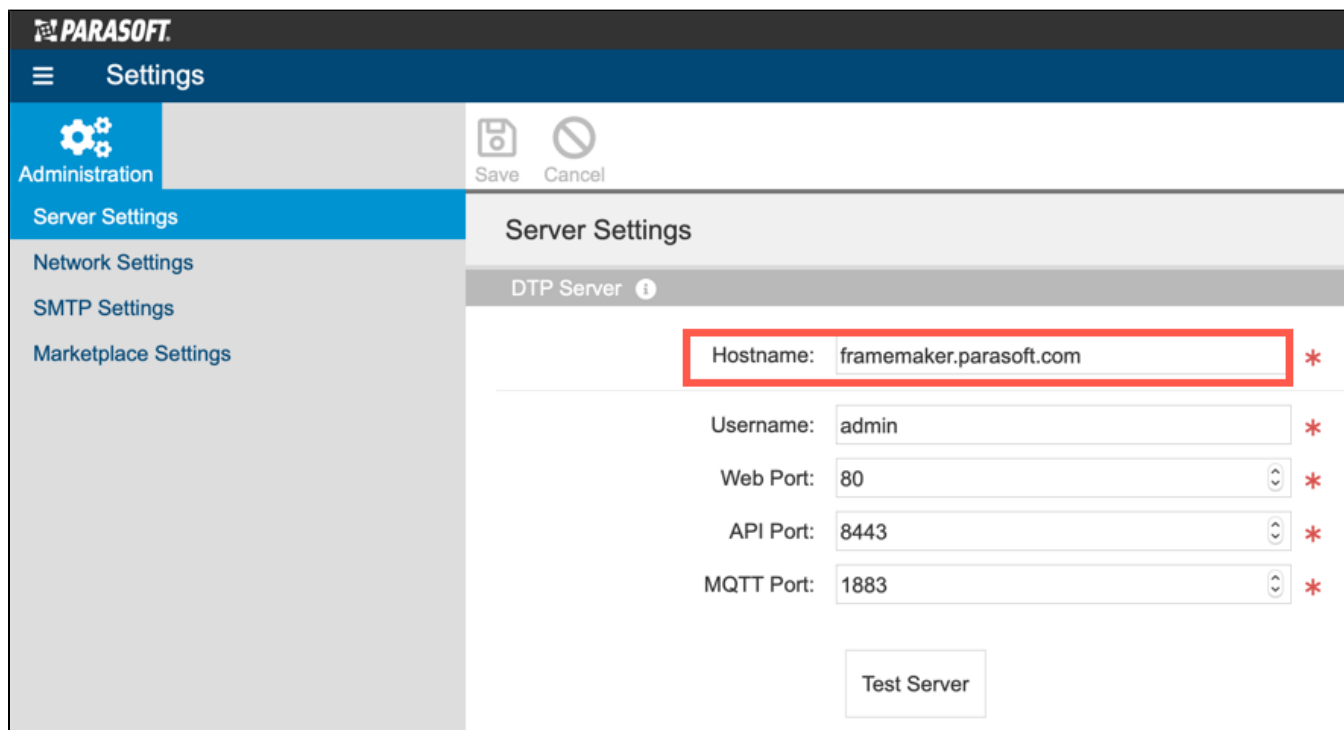 PARASOFT.
Settings
Administration
Save Cancel
Server Settings
Network Settings
SMTP Settings
Marketplace Settings
Server Settings
DTP Server
Hostname: framemaker.parasoft.com *
Username: admin *
Web Port: 80 *
API Port: 8443 *
MQTT Port: 1883 *
Test Server